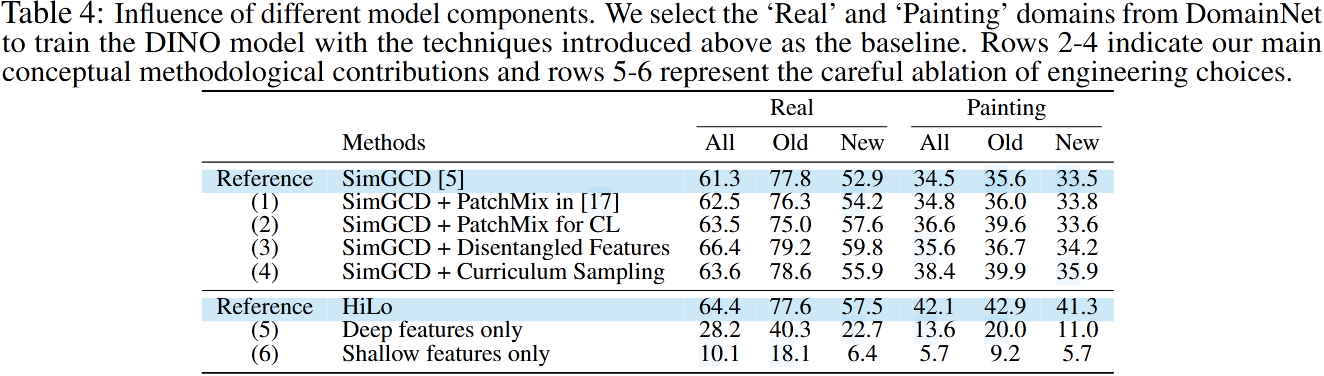 Table 4: Influence of different model components. We select the ‘Real’ and ‘Painting’ domains from DomainNet
to train the DINO model with the techniques introduced above as the baseline. Rows 2-4 indicate our main
conceptual methodological contributions and rows 5-6 represent the careful ablation of engineering choices.
Real Painting
Methods All Old New All Old New
Reference SimGCD [5] 61.3 77.8 52.9 34.5 35.6 33.5
(1) SimGCD + PatchMix in [17] 62.5 76.3 54.2 34.8 36.0 33.8
(2) SimGCD + PatchMix for CL 63.5 75.0 57.6 36.6 39.6 33.6
(3) SimGCD + Disentangled Features 66.4 79.2 59.8 35.6 36.7 34.2
(4) SimGCD + Curriculum Sampling 63.6 78.6 55.9 38.4 39.9 35.9
Reference HiLo 64.4 77.6 57.5 42.1 42.9 41.3
(5) Deep features only 28.2 40.3 22.7 13.6 20.0 11.0
(6) Shallow features only 10.1 18.1 6.4 5.7 9.2 5.7